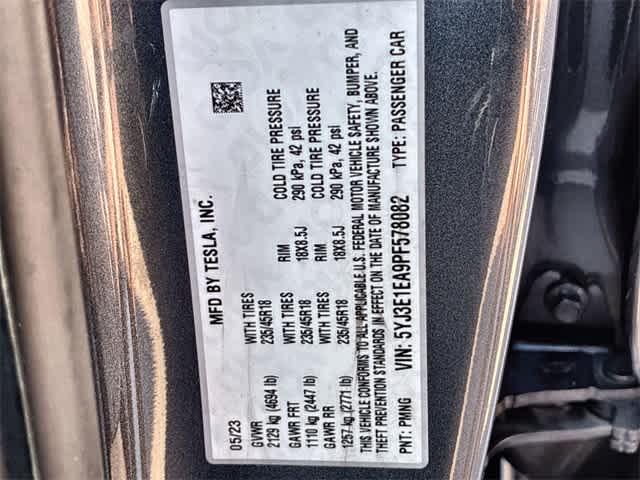 MFD BY TESLA, INC.
05/23
GVWR WITH TIRES RIM COLD TIRE PRESSURE
2129 kg (4694 lb) 235/45R18 18X8.5J 290 kPa, 42 psi
GAWR FRT WITH TIRES RIM COLD TIRE PRESSURE
1110 kg (2447 lb) 235/45R18 18X8.5J 290 kPa, 42 psi
GAWR RR
1257 kg (2771 lb)
THIS VEHICLE CONFORMS TO ALL APPLICABLE U.S. FEDERAL MOTOR VEHICLE SAFETY, BUMPER, AND
THEFT PREVENTION STANDARDS IN EFFECT ON THE DATE OF MANUFACTURE SHOWN ABOVE.
VIN: 5YJ3E1EA9PF578082
PNT: PMNG TYPE: PASSENGER CAR